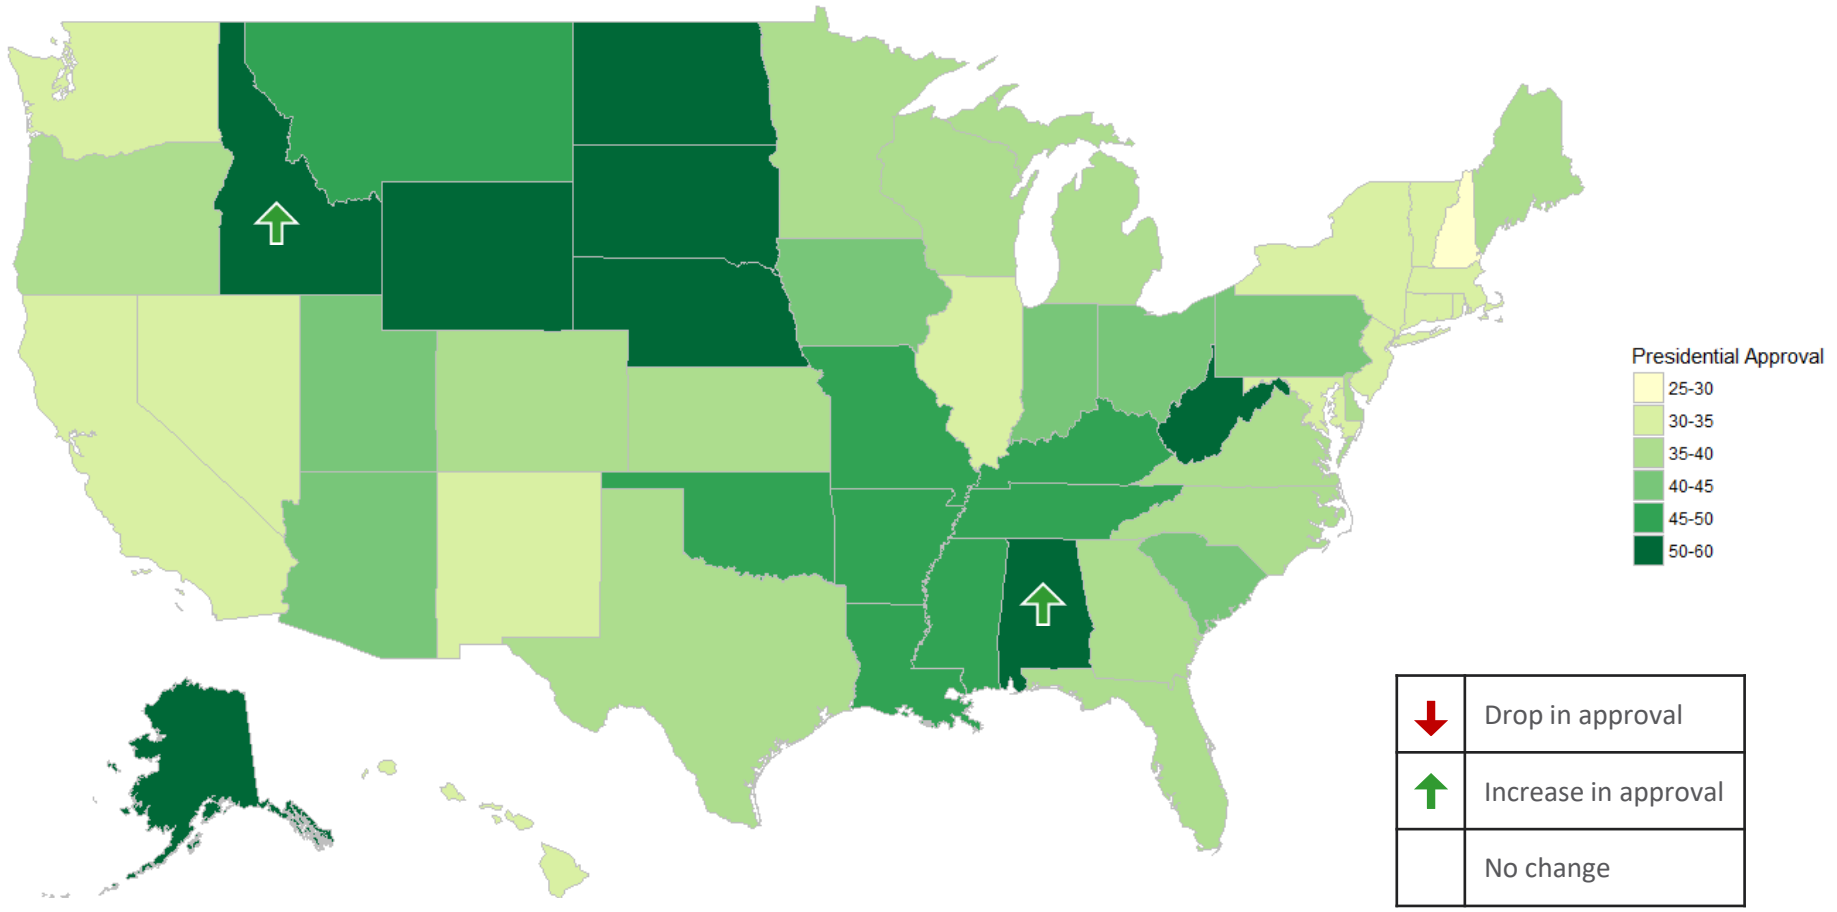 Presidential Approval
25-30
30-35
35-40
40-45
45-50
50-60
Drop in approval
Increase in approval
No change